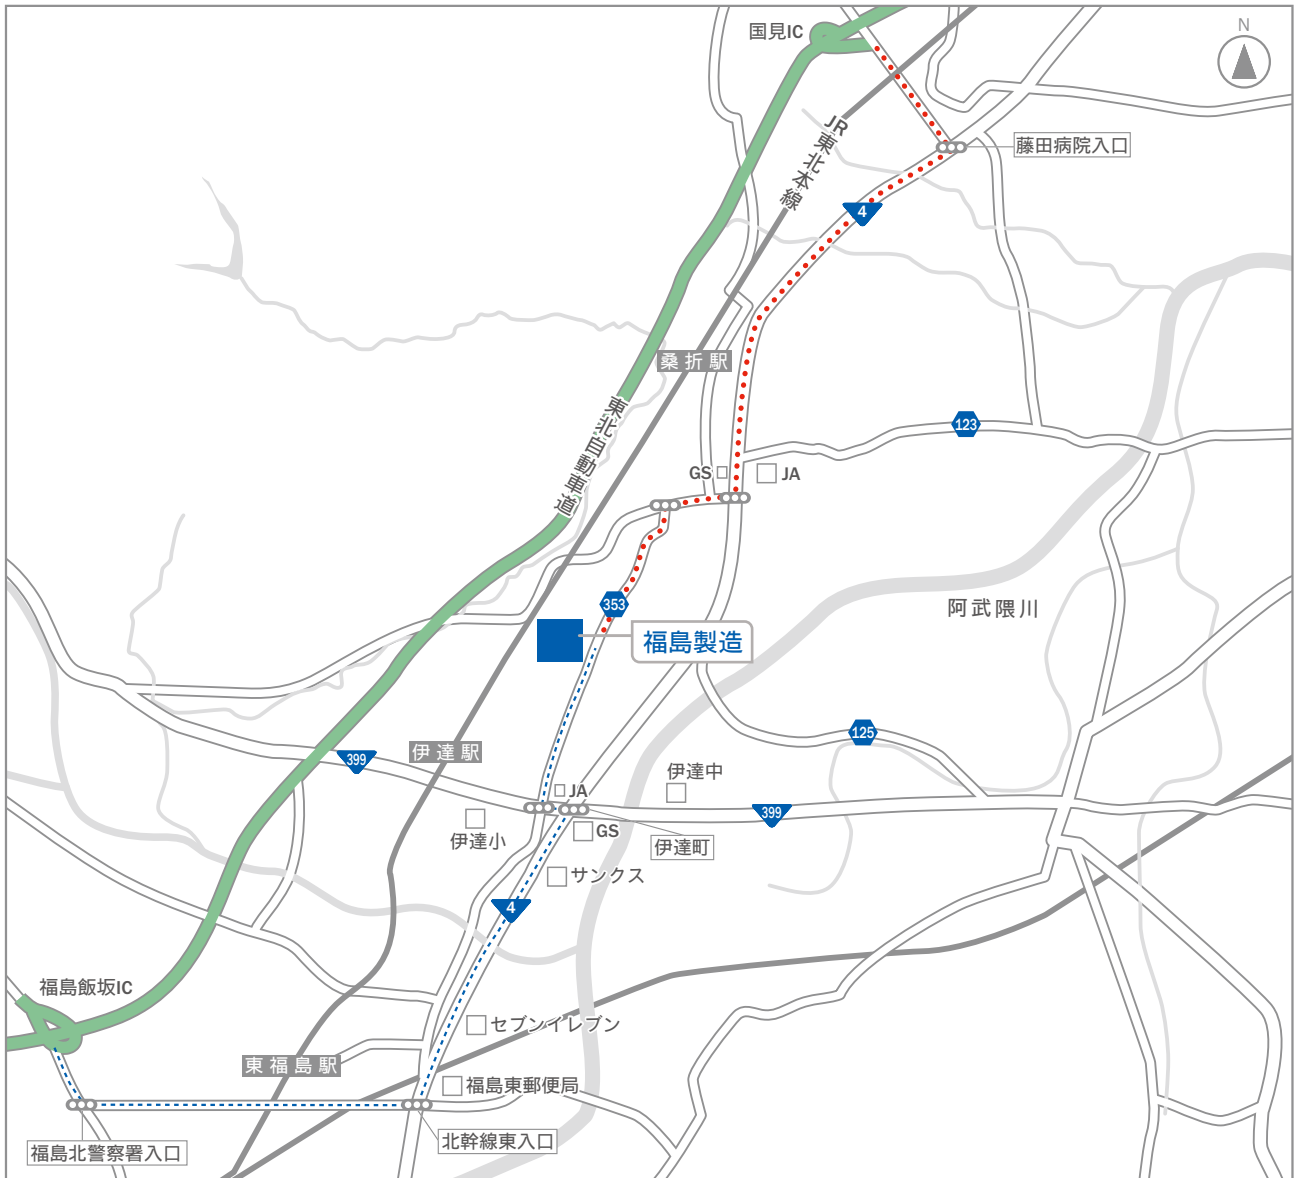 国見IC
N
藤田病院入口
JR東北本線
4
桑折駅
東北自動車道
123
GS
JA
353
阿武隈川
福島製造
125
伊達駅
399
伊達中
JA
399
伊達小
GS
伊達町
サンクス
4
福島飯坂IC
セブンイレブン
東福島駅
福島東郵便局
北幹線東入口
福島北警察署入口